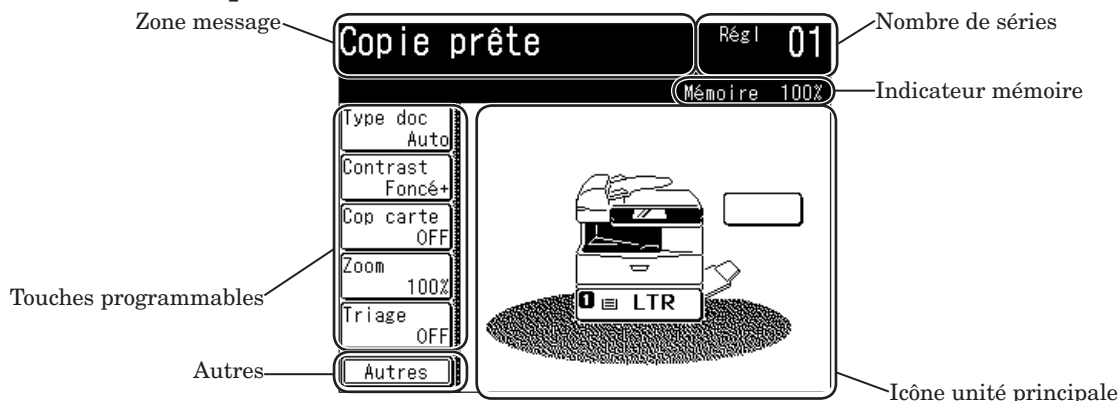 Zone message
Copie prête
Régl 01
Nombre de séries
Mémoire 100%
Indicateur mémoire
Type doc
Auto
Contrast
Foncé+
Cop carte
OFF
Zoom
100%
Triage
OFF
Touches programmables
1 LTR
Autres
Autres
Icône unité principale